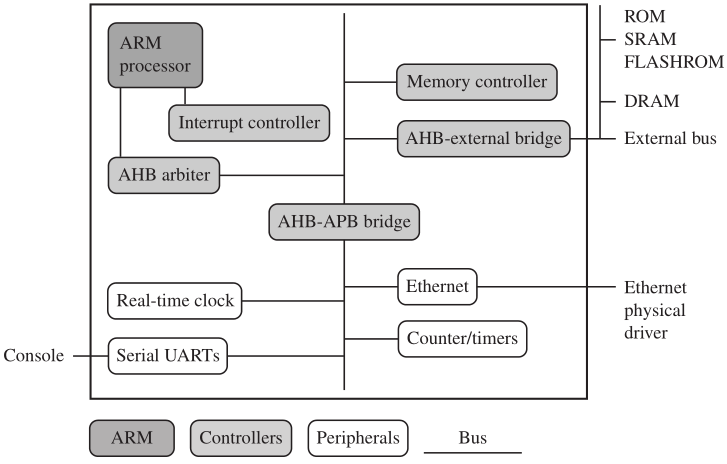 ARM
processor
Interrupt controller
AHB arbiter
Memory controller
AHB-external bridge
AHB-APB bridge
Real-time clock
Serial UARTs
Ethernet
Counter/timers
Console
ROM
SRAM
FLASHROM
DRAM
External bus
Ethernet
physical
driver
ARM
Controllers
Peripherals
Bus